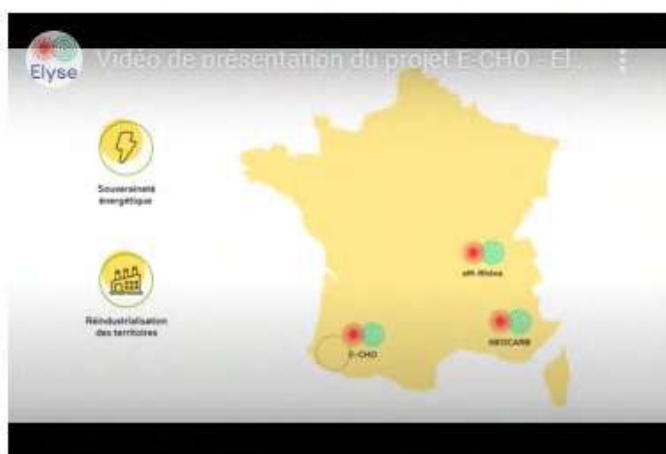 Elyse
Vidéo de présentation du projet E-CHO - El...
Souveraineté
énergétique
Réindustrialisation
des territoires
eM-Rhône
E-CHO
NEOCARB